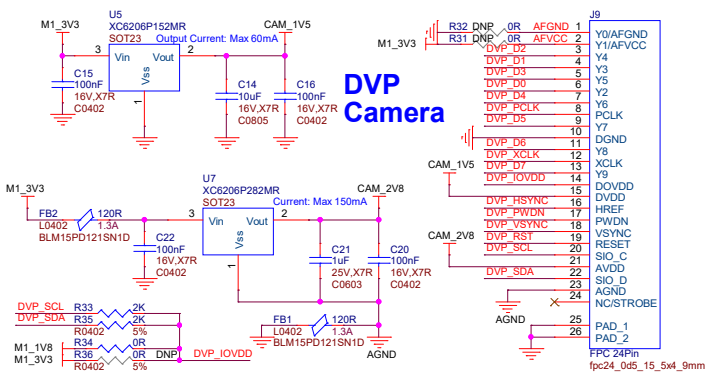 U5
XC6206P152MR
SOT23
Output Current: Max 60mA
M1_3V3
CAM_1V5
3
Vin
Vout
2
Vss
1
C15
100nF
16V,X7R
C0402
C14
10uF
16V,X7R
C0805
C16
100nF
16V,X7R
C0402
DVP
Camera
U7
XC6206P282MR
SOT23
Current: Max 150mA
M1_3V3
CAM_2V8
3
Vin
Vout
2
Vss
1
FB2
120R
L0402
1.3A
BLM15PD121SN1D
C22
100nF
16V,X7R
C0402
C21
1uF
25V,X7R
C0603
C20
100nF
16V,X7R
C0402
FB1
120R
L0402
1.3A
BLM15PD121SN1D
AGND
DVP_SCL
R33
2K
DVP_SDA
R35
2K
R0402
5%
R34
0R
M1_1V8
R36
0R
DNP
DVP_IOVDD
M1_3V3
R0402
5%
J9
R32
DNP
0R
AFGND
1
Y0/AFGND
M1_3V3
R31
DNP
0R
AFVCC
2
Y1/AFVCC
DVP_D2
3
Y4
DVP_D1
4
Y3
DVP_D3
5
Y5
DVP_D0
6
Y2
DVP_D4
7
Y6
DVP_PCLK
8
PCLK
DVP_D5
9
Y7
10
DGND
DVP_D6
11
Y8
DVP_XCLK
12
XCLK
DVP_D7
13
Y9
DVP_IOVDD
14
DOVDD
CAM_1V5
15
DVDD
DVP_HSYNC
16
HREF
DVP_PWDN
17
PWDN
DVP_VSYNC
18
VSYNC
DVP_RST
19
RESET
DVP_SCL
20
SIO_C
CAM_2V8
21
AVDD
DVP_SDA
22
SIO_D
23
AGND
24
NC/STROBE
AGND
25
PAD_1
26
PAD_2
FPC 24Pin
fpc24_0d5_15_5x4_9mm